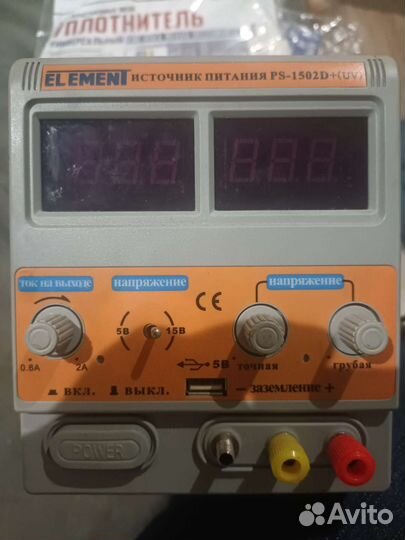 УПЛОТНИТЕЛЬ
ELEMENT ИСТОЧНИК ПИТАНИЯ PS-1502D+(UV)
ток на выходе
напряжение
напряжение
5В
15В
CE
0.8А
2А
5В
точная
грубая
ВКЛ.
ВЫКЛ.
− заземление +
POWER
Avito